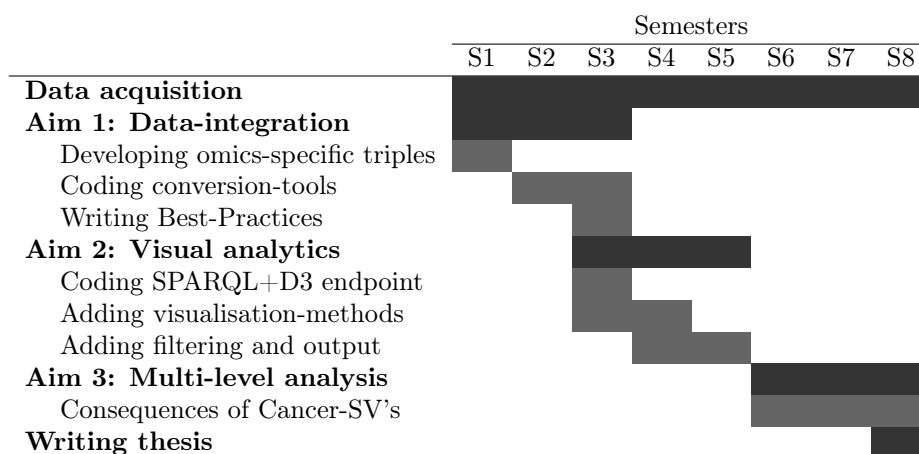 Semesters
S1 S2 S3 S4 S5 S6 S7 S8
Data acquisition
Aim 1: Data-integration
Developing omics-specific triples
Coding conversion-tools
Writing Best-Practices
Aim 2: Visual analytics
Coding SPARQL+D3 endpoint
Adding visualisation-methods
Adding filtering and output
Aim 3: Multi-level analysis
Consequences of Cancer-SV's
Writing thesis